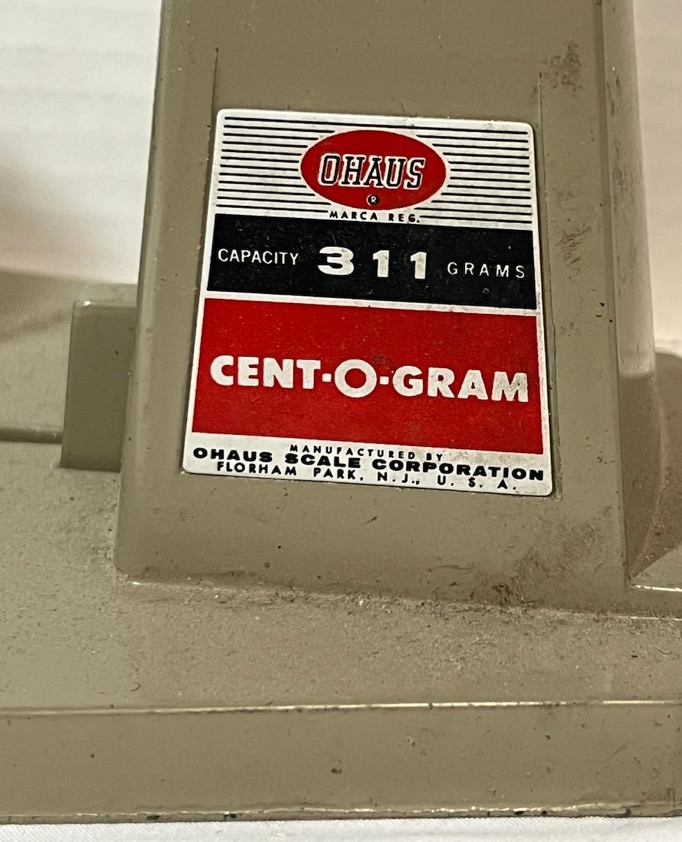 OHAUS
®
MARCA REG.
CAPACITY 311 GRAMS
CENT-O-GRAM
MANUFACTURED BY
OHAUS SCALE CORPORATION
FLORHAM PARK, N.J., U.S.A.